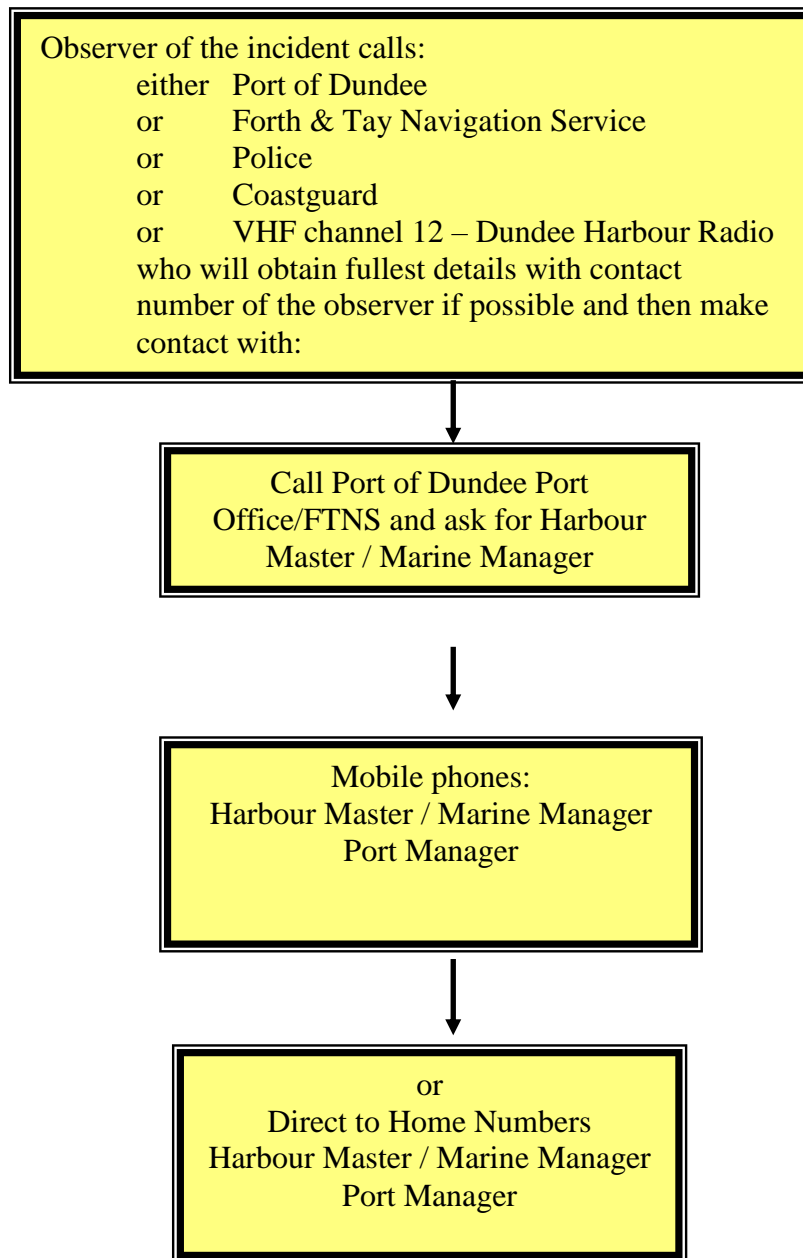 Observer of the incident calls:
either Port of Dundee
or Forth & Tay Navigation Service
or Police
or Coastguard
or VHF channel 12 – Dundee Harbour Radio
who will obtain fullest details with contact
number of the observer if possible and then make
contact with:
Call Port of Dundee Port
Office/FTNS and ask for Harbour
Master / Marine Manager
Mobile phones:
Harbour Master / Marine Manager
Port Manager
or
Direct to Home Numbers
Harbour Master / Marine Manager
Port Manager